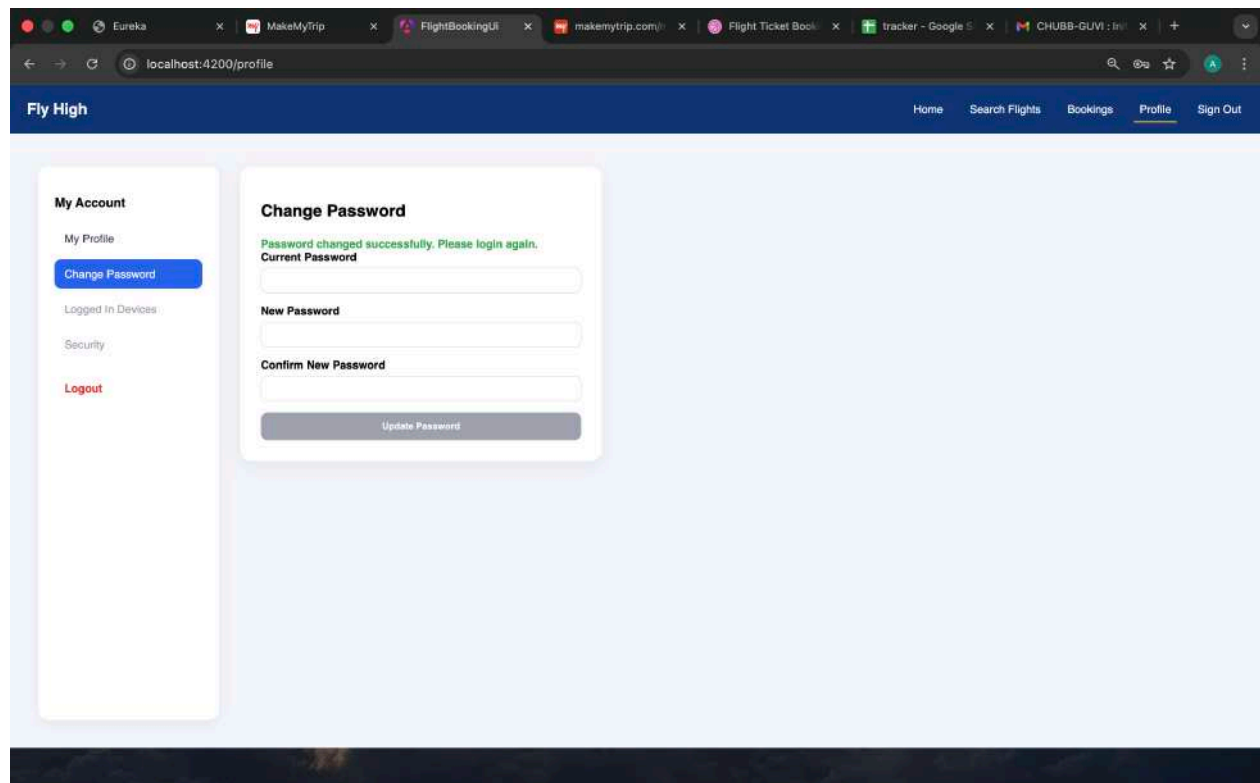 Eureka
MakeMyTrip
FlightBookingUi
makemytrip.com/
Flight Ticket Book
tracker - Google S
CHUBB-GUVI : In
localhost:4200/profile
A
Fly High
Home
Search Flights
Bookings
Profile
Sign Out
My Account
My Profile
Change Password
Logged In Devices
Security
Logout
Change Password
Password changed successfully. Please login again.
Current Password
New Password
Confirm New Password
Update Password